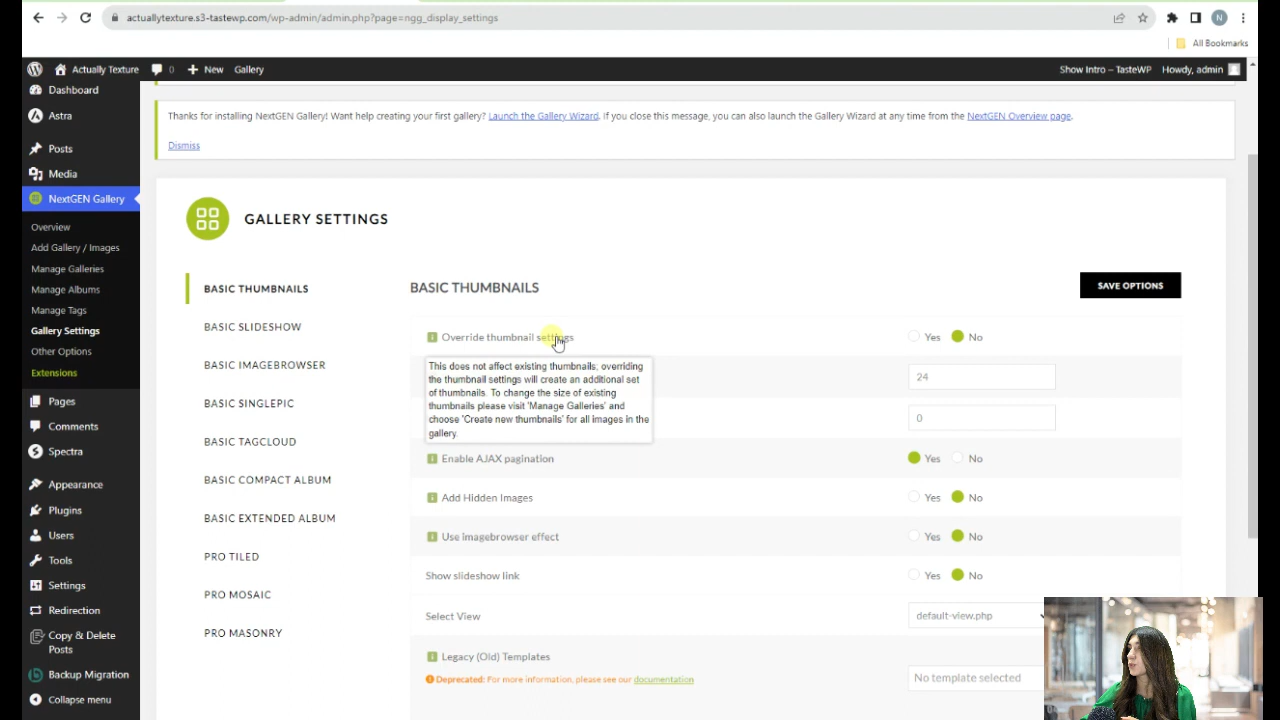 actuallytexture.s3-tastewp.com/wp-admin/admin.php?page=ngg_display_settings
N
All Bookmarks
Actually Texture
0
New
Gallery
Show Intro – TasteWP
Howdy, admin
Dashboard
Astra
Posts
Media
NextGEN Gallery
Overview
Add Gallery / Images
Manage Galleries
Manage Albums
Manage Tags
Gallery Settings
Other Options
Extensions
Pages
Comments
Spectra
Appearance
Plugins
Users
Tools
Settings
Redirection
Copy & Delete
Posts
Backup Migration
Collapse menu
Thanks for installing NextGEN Gallery! Want help creating your first gallery? Launch the Gallery Wizard. If you close this message, you can also launch the Gallery Wizard at any time from the NextGEN Overview page.
Dismiss
GALLERY SETTINGS
BASIC THUMBNAILS
BASIC SLIDESHOW
BASIC IMAGEBROWSER
BASIC SINGLEPIC
BASIC TAGCLOUD
BASIC COMPACT ALBUM
BASIC EXTENDED ALBUM
PRO TILED
PRO MOSAIC
PRO MASONRY
BASIC THUMBNAILS
SAVE OPTIONS
Override thumbnail settings
Yes No
This does not affect existing thumbnails; overriding
the thumbnail settings will create an additional set
of thumbnails. To change the size of existing
thumbnails please visit 'Manage Galleries' and
choose 'Create new thumbnails' for all images in the
gallery.
24
0
Enable AJAX pagination
Yes No
Add Hidden Images
Yes No
Use imagebrowser effect
Yes No
Show slideshow link
Yes No
Select View
default-view.php
Legacy (Old) Templates
Deprecated: For more information, please see our documentation
No template selected